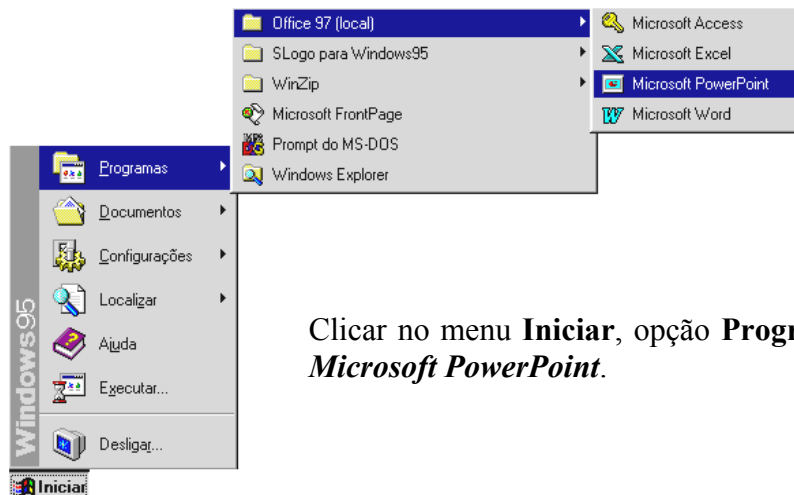 Office 97 (local)
SLogo para Windows95
WinZip
Microsoft FrontPage
Prompt do MS-DOS
Windows Explorer
Microsoft Access
Microsoft Excel
Microsoft PowerPoint
Microsoft Word
Programas
Documentos
Configurações
Localizar
Ajuda
Executar...
Desligar...
Windows95
Iniciar
Clicar no menu Iniciar, opção Progr
Microsoft PowerPoint.